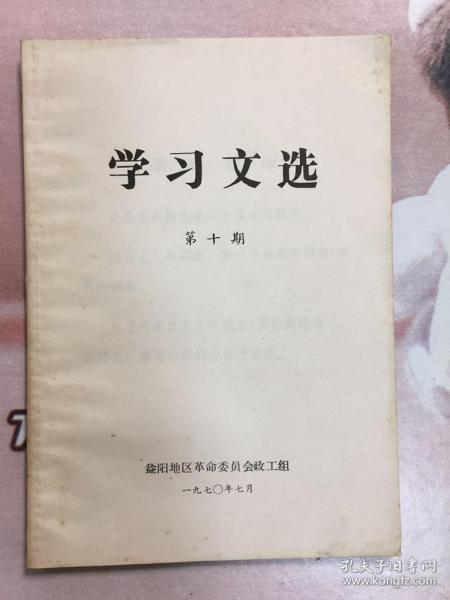 学习文选
第十期
益阳地区革命委员会政工组
一九七〇年七月
孔夫子旧书网
www.kongfz.com